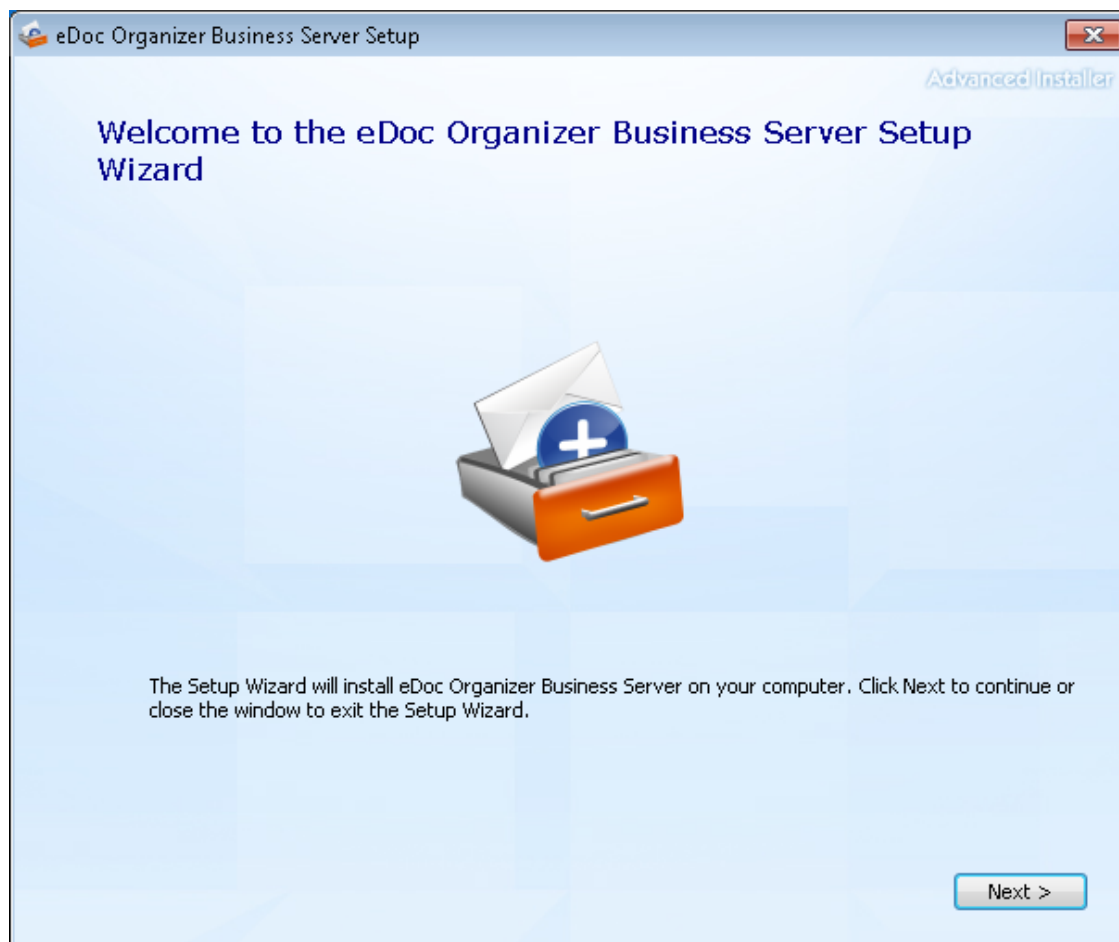 eDoc Organizer Business Server Setup
Advanced Installer
Welcome to the eDoc Organizer Business Server Setup
Wizard
The Setup Wizard will install eDoc Organizer Business Server on your computer. Click Next to continue or
close the window to exit the Setup Wizard.
Next >